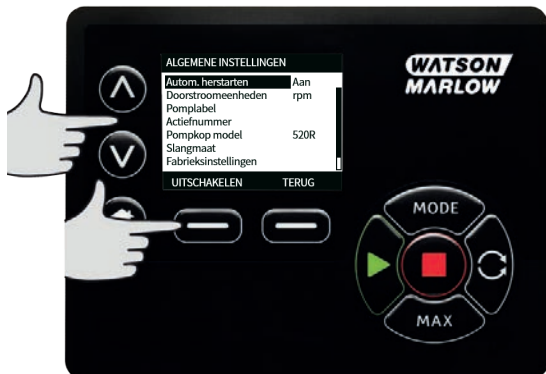 ALGEMENE INSTELLINGEN
Autom. herstarten Aan
Doorstroomeenheden rpm
Pomplabel
Actiefnummer
Pompkop model 520R
Slangmaat
Fabrieksinstellingen
UITSCHAKELEN TERUG
WATSON
MARLOW
MODE
MAX